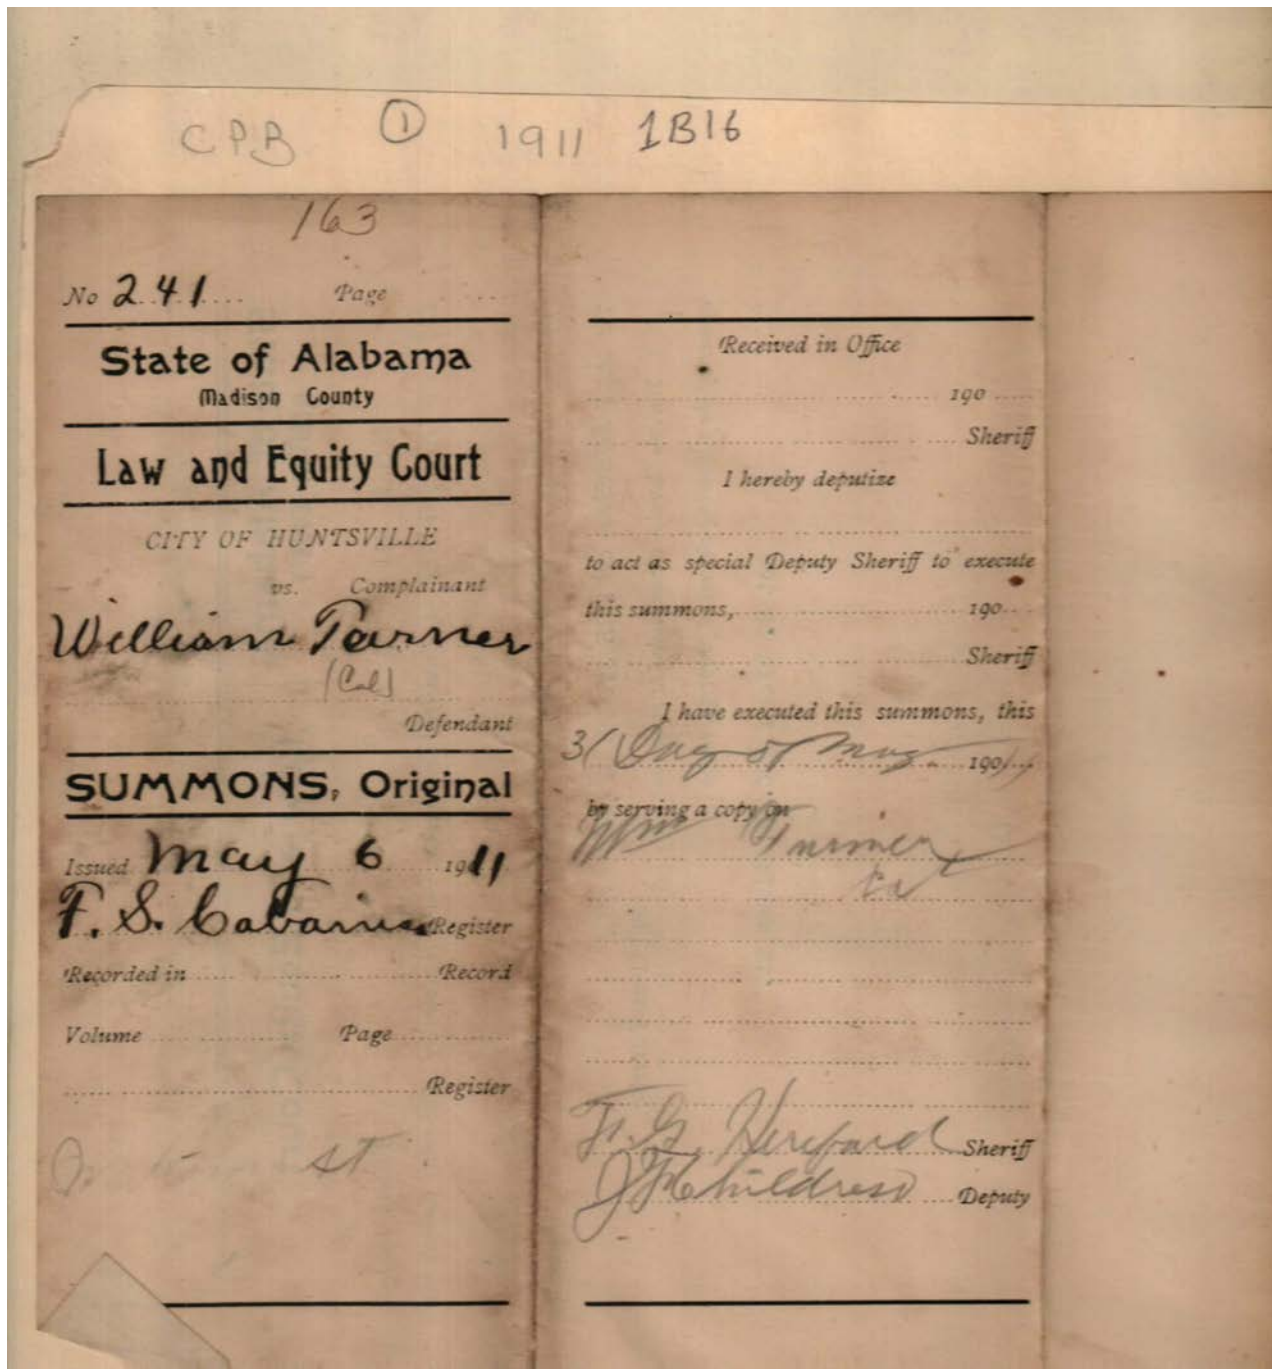 CPB 1 1911 1B16
163
No 241 Page
State of Alabama
Madison County
Law and Equity Court
CITY OF HUNTSVILLE
vs. Complainant
William Turner
(Col)
Defendant
SUMMONS, Original
Issued May 6 1911
F. S. Cabaniss Register
Recorded in Record
Volume Page
Register
st
Received in Office
190
Sheriff
I hereby deputize
to act as special Deputy Sheriff to execute
this summons, 190
Sheriff
I have executed this summons, this
31 Day of May 190
by serving a copy on
Wm Turner
F. G. Hereford Sheriff
J F Childress Deputy